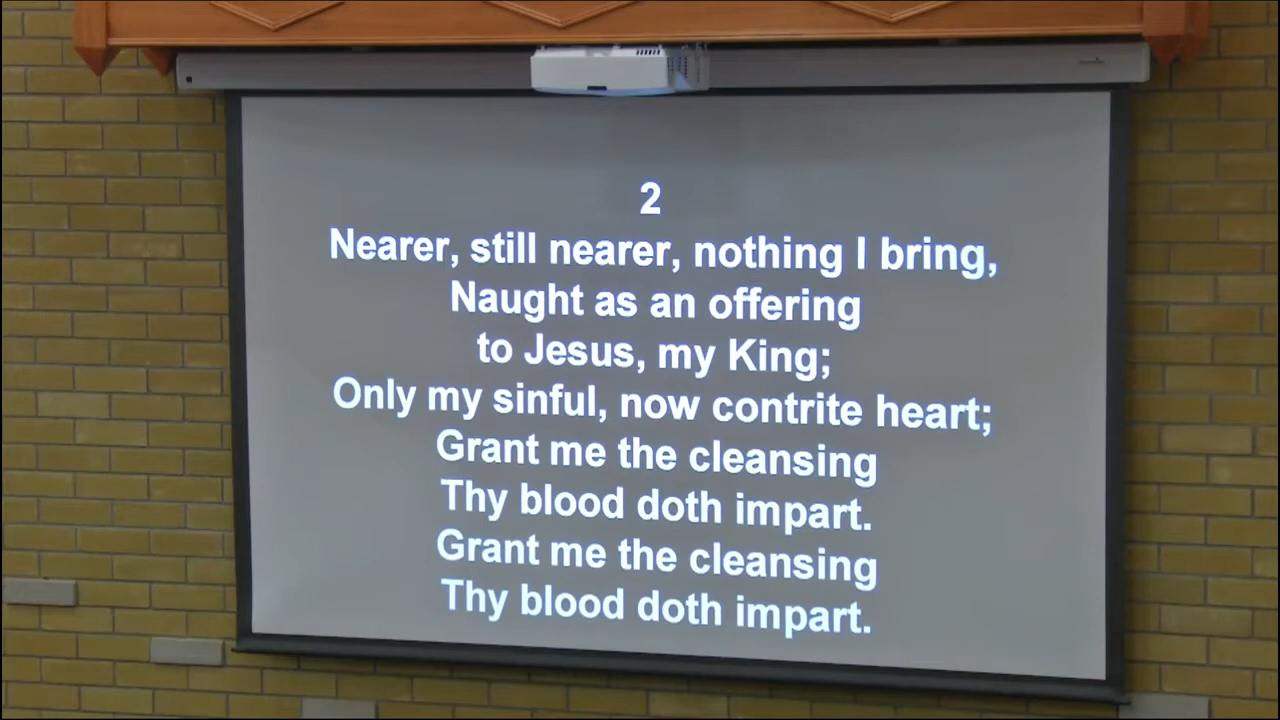 2
Nearer, still nearer, nothing I bring,
Naught as an offering
to Jesus, my King;
Only my sinful, now contrite heart;
Grant me the cleansing
Thy blood doth impart.
Grant me the cleansing
Thy blood doth impart.